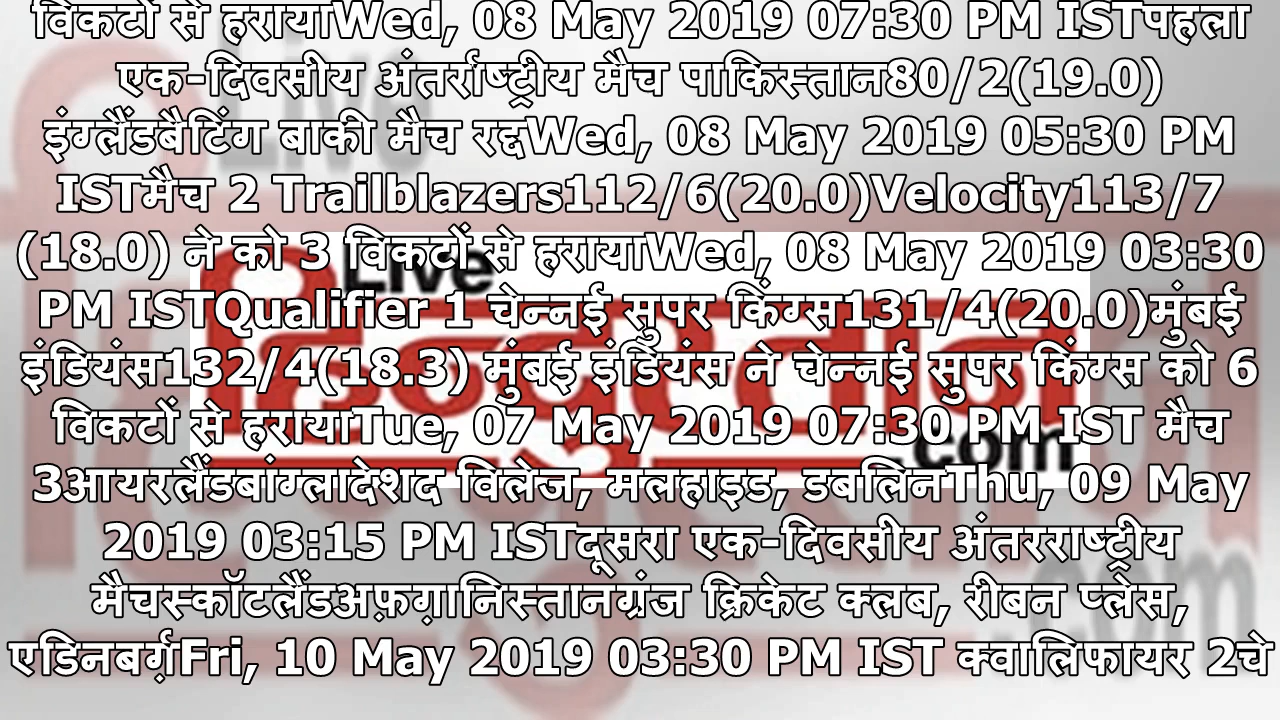 विकटों से हरायाWed, 08 May 2019 07:30 PM ISTपहला
एक-दिवसीय अंतर्राष्ट्रीय मैच पाकिस्तान80/2(19.0)
इंग्लैंडबैटिंग बाकी मैच रद्दWed, 08 May 2019 05:30 PM
ISTमैच 2 Trailblazers112/6(20.0)Velocity113/7
(18.0) ने को 3 विकटों से हरायाWed, 08 May 2019 03:30
PM ISTQualifier 1 चेन्नई सुपर किंग्स131/4(20.0)मुंबई
इंडियंस132/4(18.3) मुंबई इंडियंस ने चेन्नई सुपर किंग्स को 6
विकटों से हरायाTue, 07 May 2019 07:30 PM IST मैच
3आयरलैंडबांग्लादेशद विलेज, मलहाइड, डबलिनThu, 09 May
2019 03:15 PM ISTदूसरा एक-दिवसीय अंतरराष्ट्रीय
मैचस्कॉटलैंडअफ़ग़ानिस्तानग्रंज क्रिकेट क्लब, रीबन प्लेस,
एडिनबर्ग़Fri, 10 May 2019 03:30 PM IST क्वालिफायर 2चे
Live
हिन्दुस्तान
.com